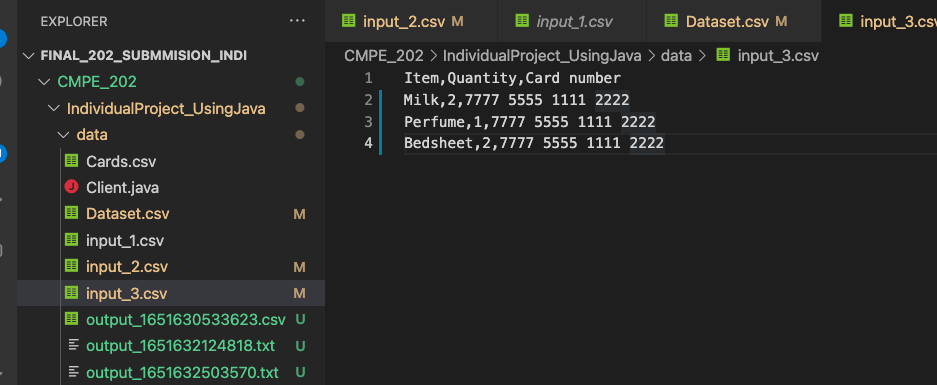 EXPLORER
...
FINAL_202_SUBMMISION_INDI
CMPE_202
IndividualProject_UsingJava
data
Cards.csv
J Client.java
Dataset.csv M
input_1.csv
input_2.csv M
input_3.csv M
output_1651630533623.csv U
output_1651632124818.txt U
output_1651632503570.txt U
input_2.csv M
input_1.csv
Dataset.csv M
input_3.csv
CMPE_202 > IndividualProject_UsingJava > data > input_3.csv
1 Item,Quantity,Card number
2 Milk,2,7777 5555 1111 2222
3 Perfume,1,7777 5555 1111 2222
4 Bedsheet,2,7777 5555 1111 2222